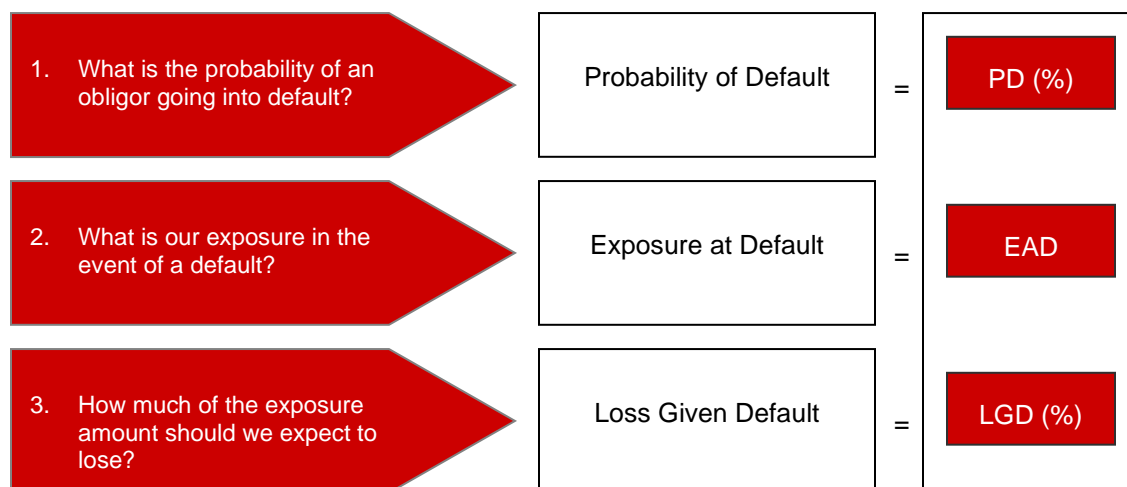 1. What is the probability of an
obligor going into default?
Probability of Default
=
PD (%)
2. What is our exposure in the
event of a default?
Exposure at Default
=
EAD
3. How much of the exposure
amount should we expect to
lose?
Loss Given Default
=
LGD (%)